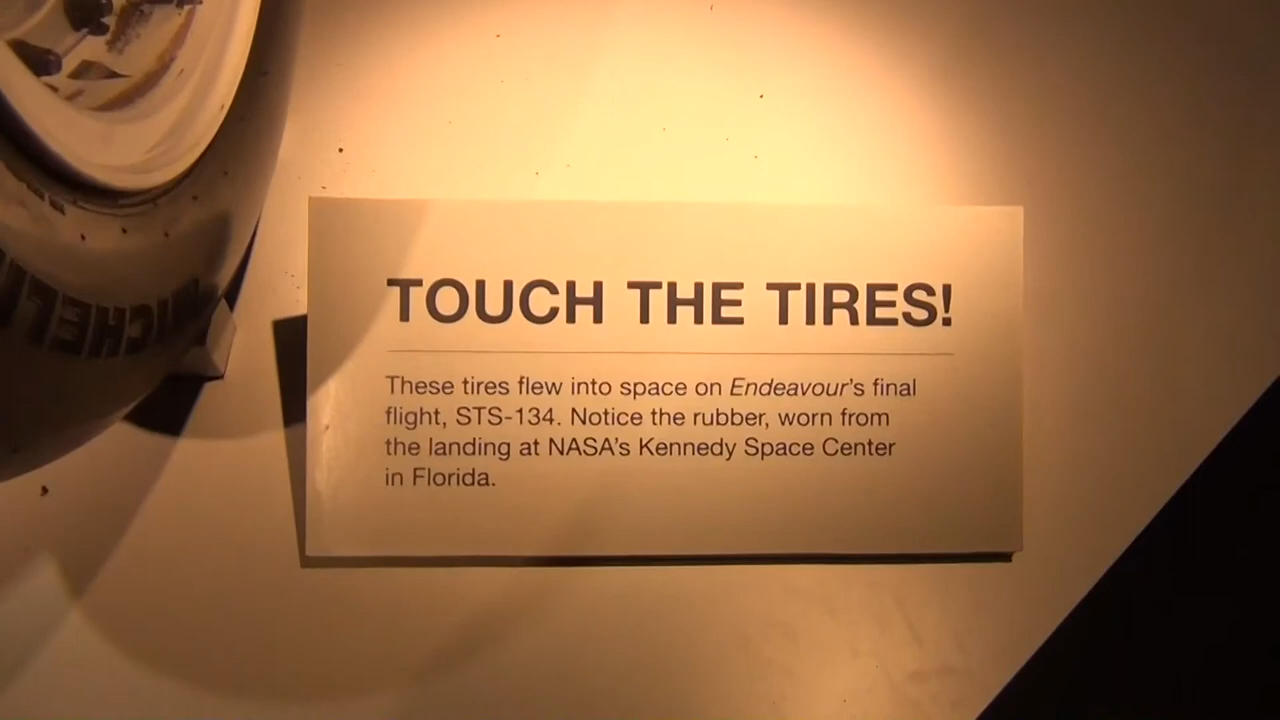 TOUCH THE TIRES!
These tires flew into space on Endeavour's final
flight, STS-134. Notice the rubber, worn from
the landing at NASA's Kennedy Space Center
in Florida.
MICHEL